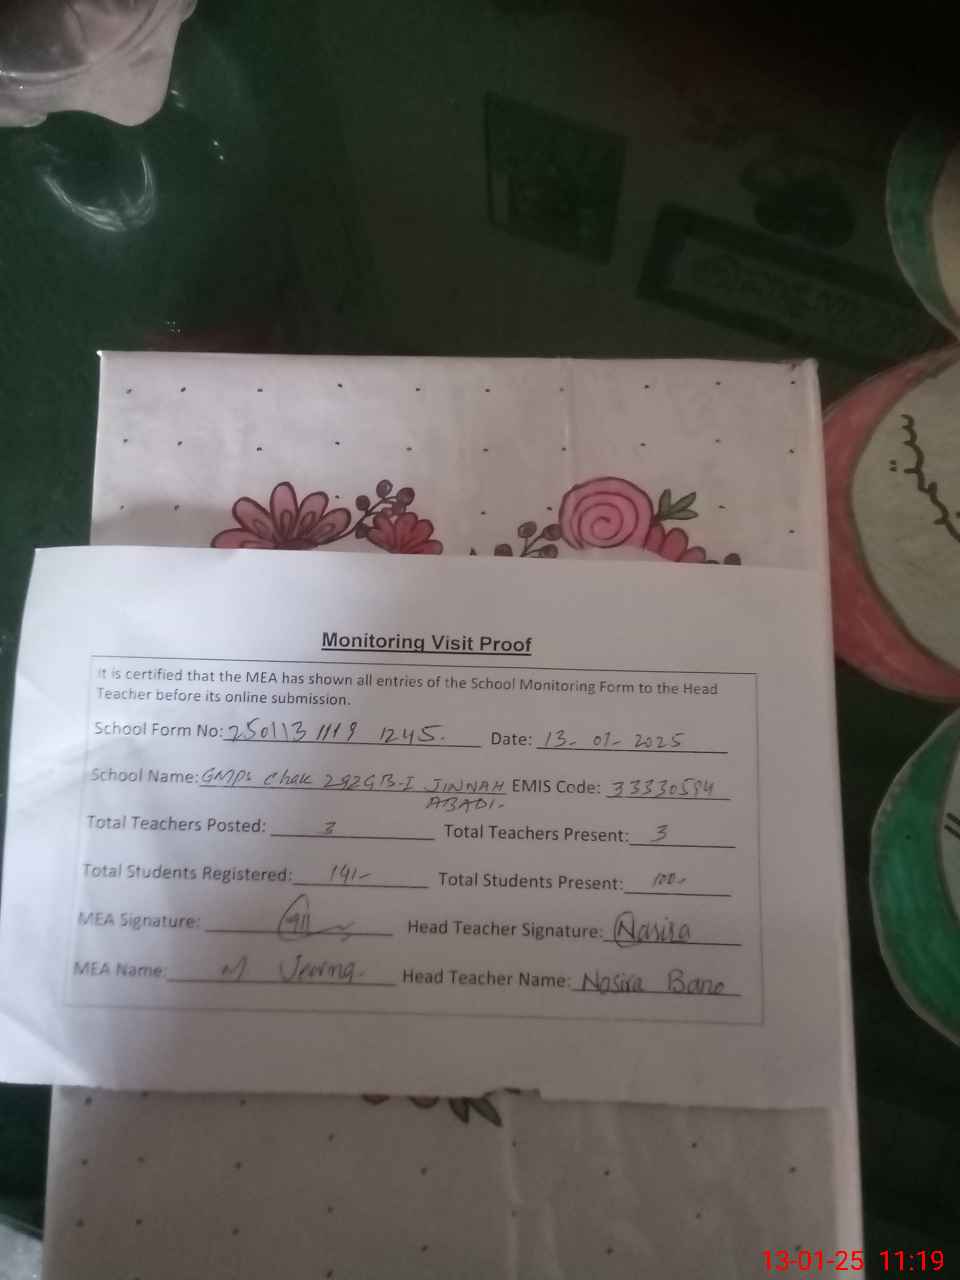 Monitoring Visit Proof
It is certified that the MEA has shown all entries of the School Monitoring Form to the Head
Teacher before its online submission.
School Form No: 250113 1119 1245. Date: 13-01-2025
School Name: GMPS Chak 292GB-I JINNAH EMIS Code: 33330594
ABADI-
Total Teachers Posted: 3 Total Teachers Present: 3
Total Students Registered: 141- Total Students Present: 100-
MEA Signature: Head Teacher Signature: Nasira
MEA Name: M Head Teacher Name: Nasira Bano
13-01-25 11:19